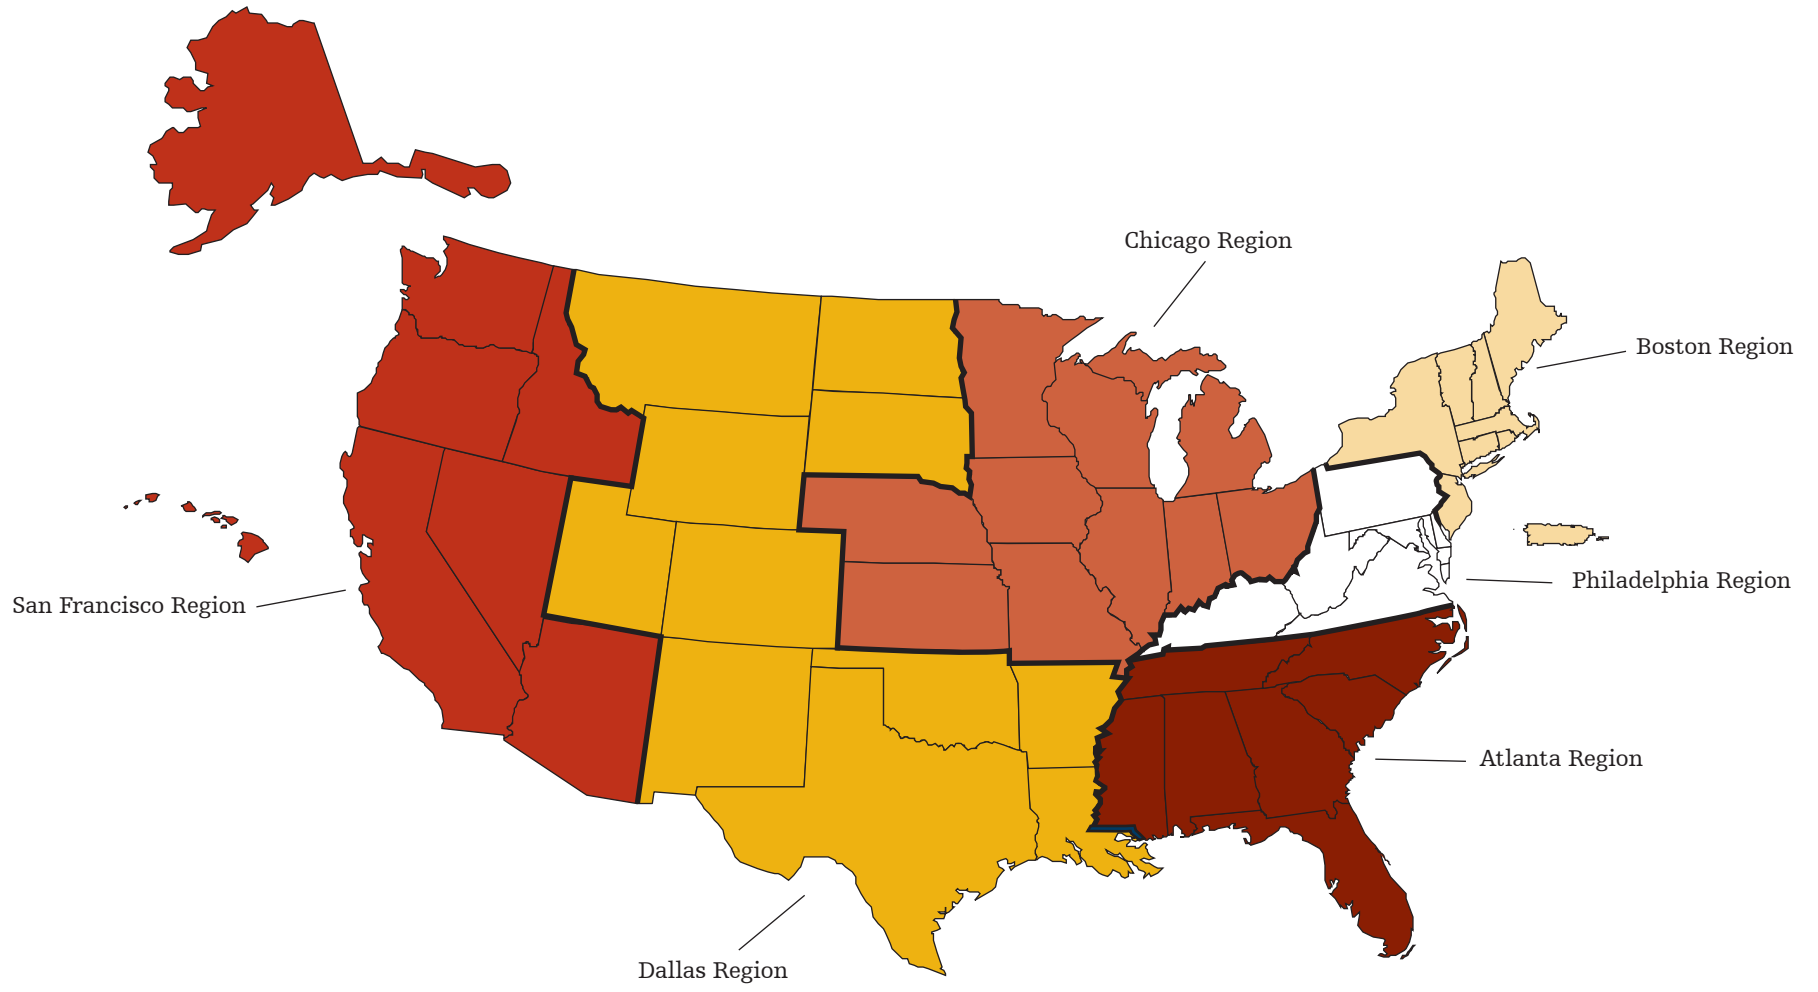 Chicago Region
Boston Region
Philadelphia Region
San Francisco Region
Atlanta Region
Dallas Region